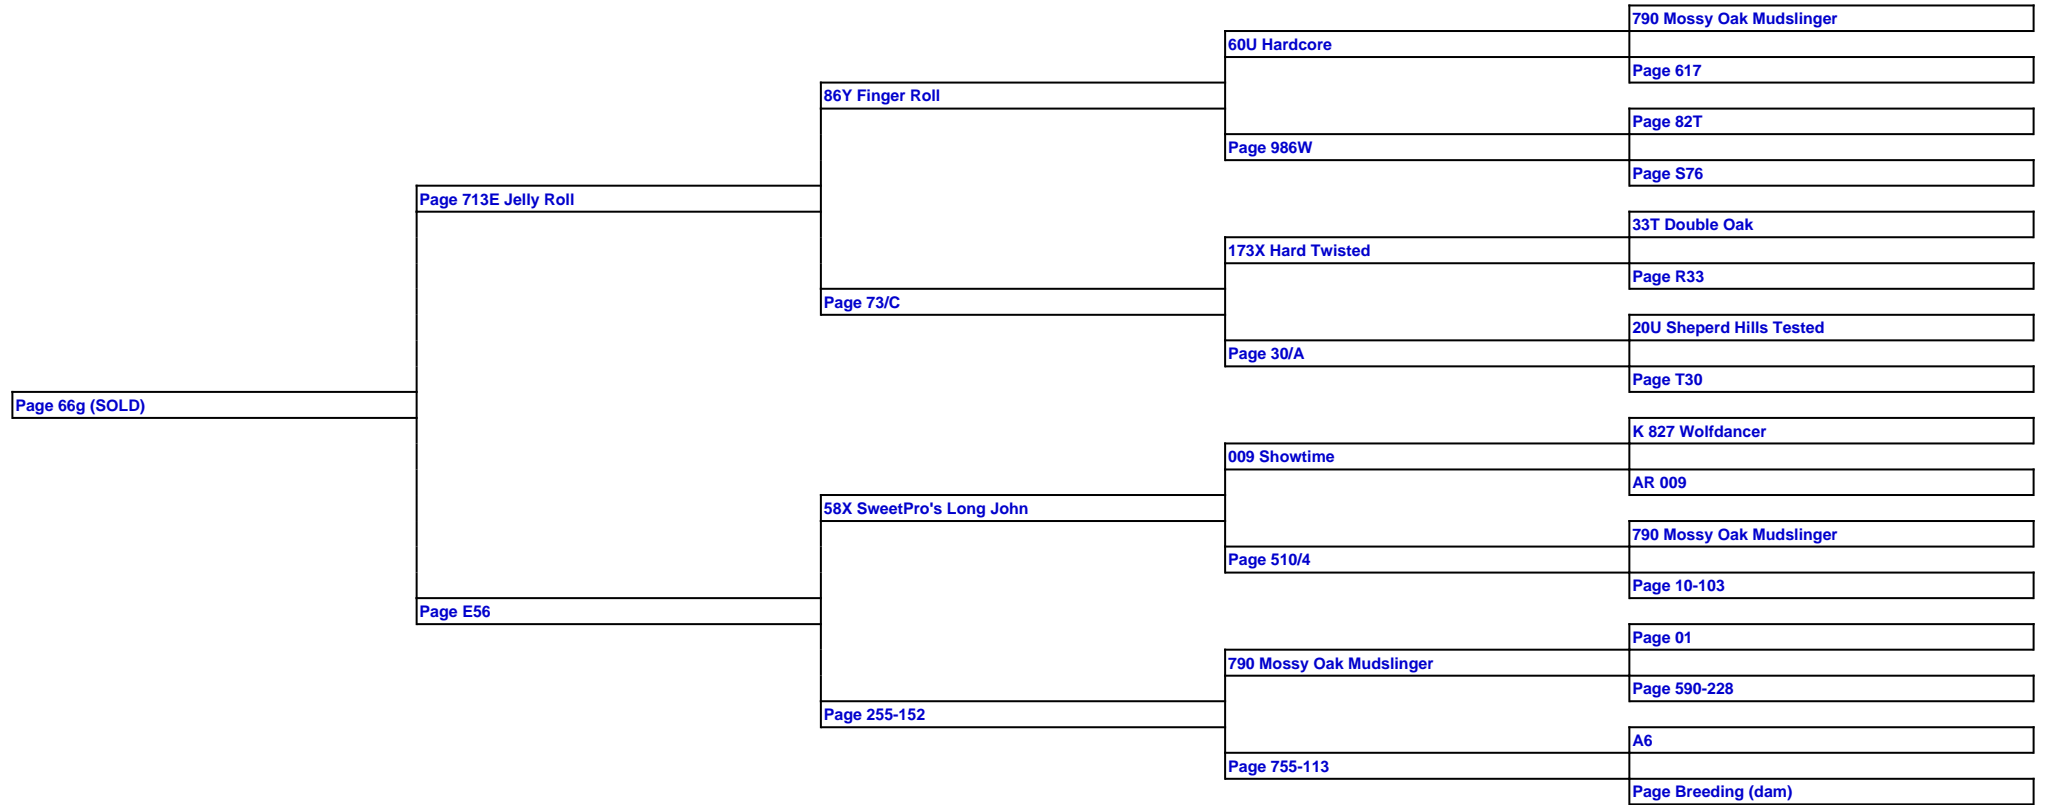 790 Mossy Oak Mudslinger
60U Hardcore
Page 617
86Y Finger Roll
Page 82T
Page 986W
Page S76
Page 713E Jelly Roll
33T Double Oak
173X Hard Twisted
Page R33
Page 73/C
20U Sheperd Hills Tested
Page 30/A
Page T30
Page 66g (SOLD)
K 827 Wolfdancer
009 Showtime
AR 009
58X SweetPro's Long John
790 Mossy Oak Mudslinger
Page 510/4
Page 10-103
Page E56
Page 01
790 Mossy Oak Mudslinger
Page 590-228
Page 255-152
A6
Page 755-113
Page Breeding (dam)